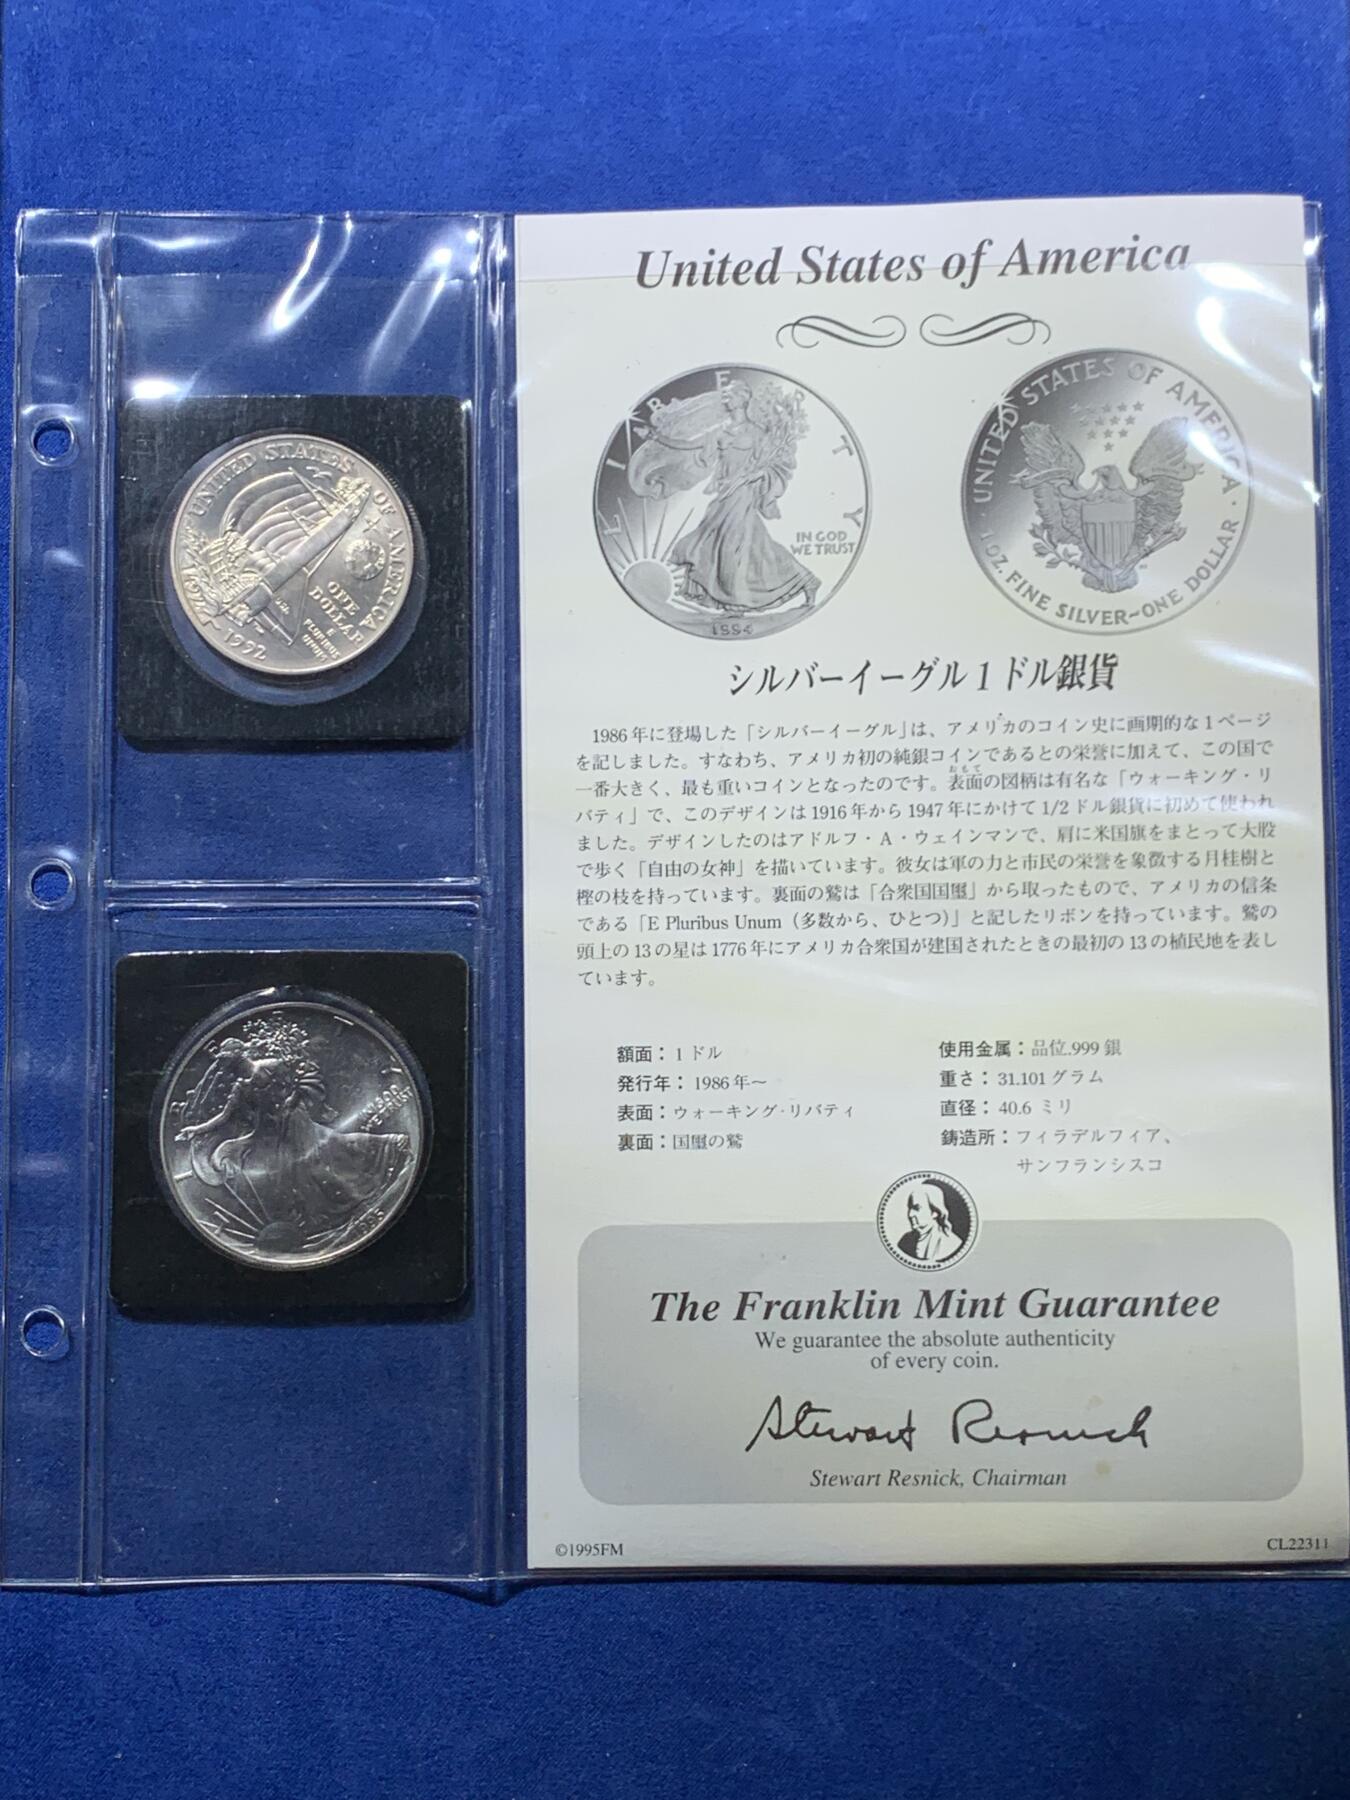 UNITED STATES OF AMERICA
ONE
DOLLAR
E
PLURIBUS
UNUM
1992
WE TRUST
United States of America
LIBERTY
IN GOD
WE TRUST
1994
UNITED STATES OF AMERICA
1 OZ. FINE SILVER~ONE DOLLAR
シルバーイーグル1ドル銀貨
1986年に登場した「シルバーイーグル」は、アメリカのコイン史に画期的な1ページ
を記しました。すなわち、アメリカ初の純銀コインであるとの栄誉に加えて、この国で
一番大きく、最も重いコインとなったのです。表面の図柄は有名な「ウォーキング・リ
バティ」で、このデザインは1916年から1947年にかけて1/2ドル銀貨に初めて使われ
ました。デザインしたのはアドルフ・A・ウェインマンで、肩に米国旗をまとって大股
で歩く「自由の女神」を描いています。彼女は軍の力と市民の栄誉を象徴する月桂樹と
樫の枝を持っています。裏面の鷲は「合衆国国璽」から取ったもので、アメリカの信条
である「E Pluribus Unum（多数から、ひとつ）」と記したリボンを持っています。鷲の
頭上の13の星は1776年にアメリカ合衆国が建国されたときの最初の13の植民地を表し
ています。
額面：1ドル
発行年：1986年～
表面：ウォーキング・リバティ
裏面：国璽の鷲
使用金属：品位.999銀
重さ：31.101グラム
直径：40.6ミリ
鋳造所：フィラデルフィア、
サンフランシスコ
The Franklin Mint Guarantee
We guarantee the absolute authenticity
of every coin.
Stewart Resnick
Stewart Resnick, Chairman
©1995FM
CL22311